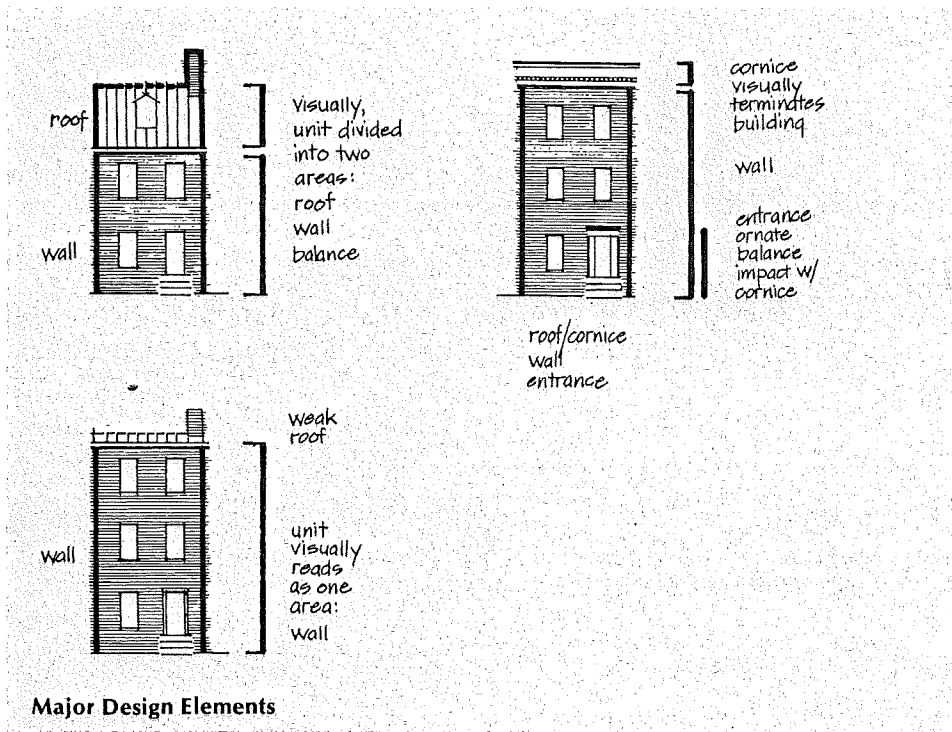 roof
wall
visually,
unit divided
into two
areas:
roof
wall
balance
cornice
visually
terminates
building
wall
entrance
ornate
balance
impact w/
cornice
roof/cornice
wall
entrance
weak
roof
wall
unit
visually
reads
as one
area:
wall
Major Design Elements